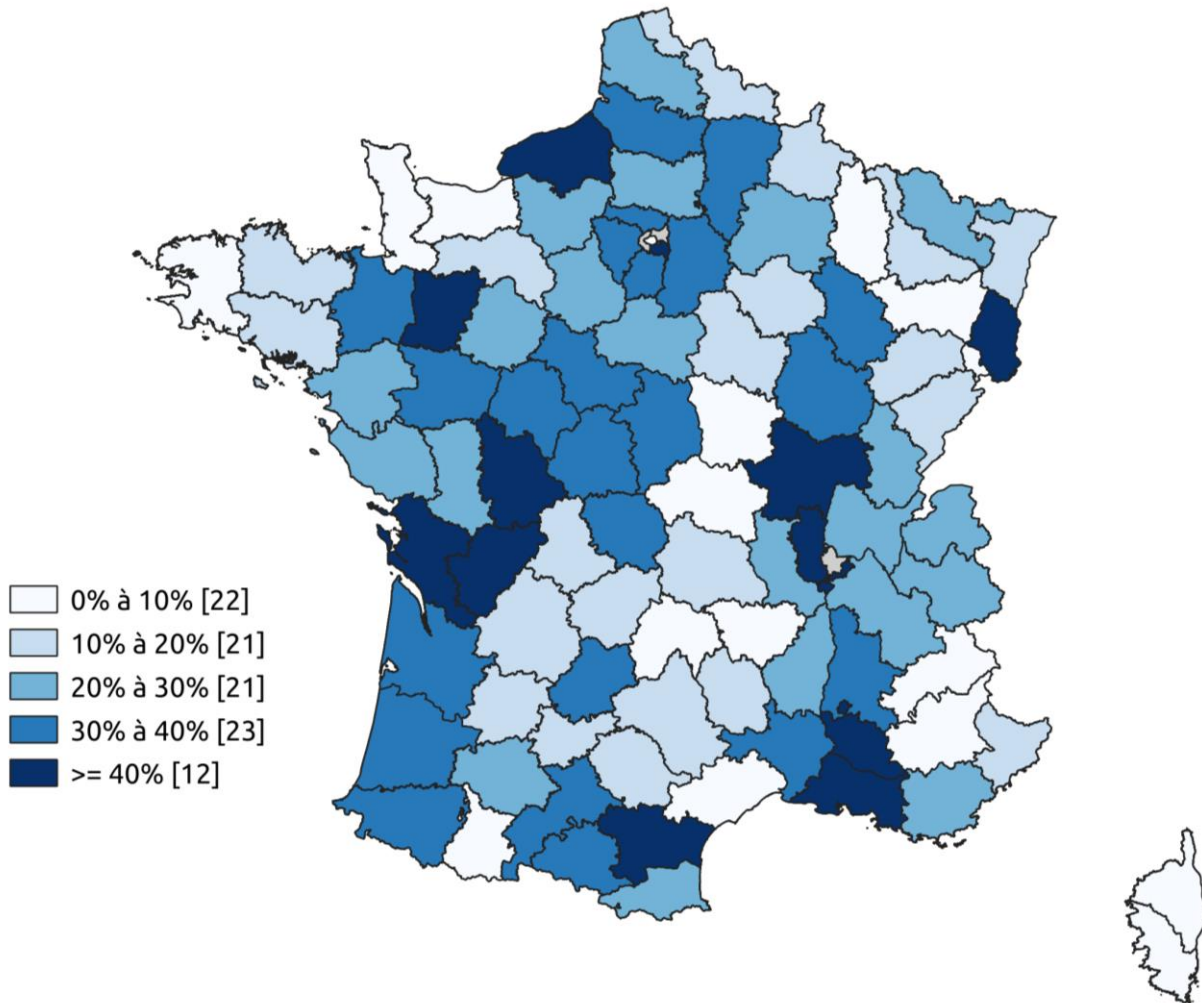 0% à 10% [22]
10% à 20% [21]
20% à 30% [21]
30% à 40% [23]
>= 40% [12]